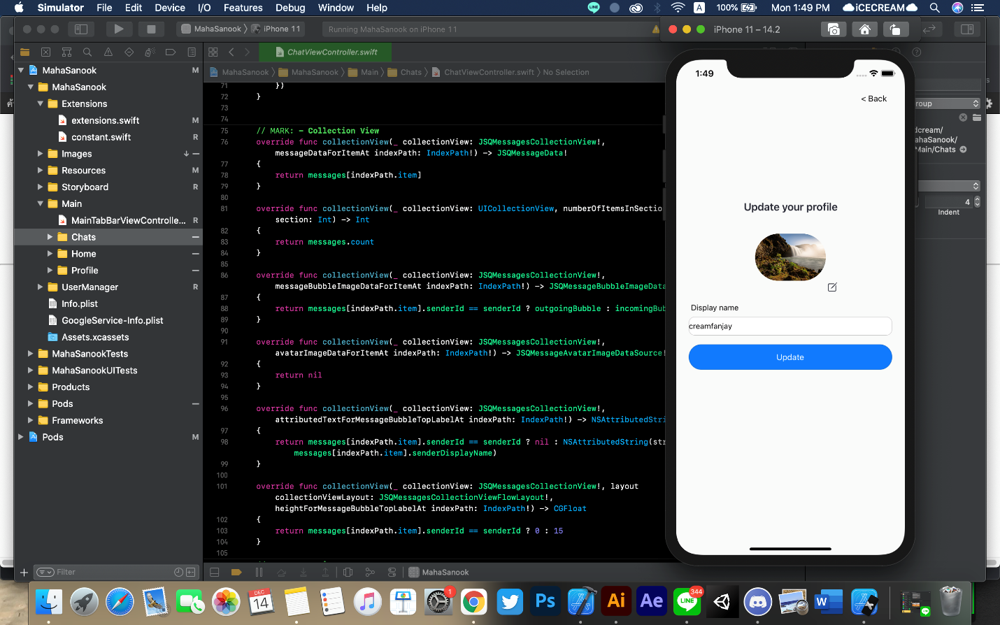 Simulator File Edit Device I/O Features Debug Window Help LINE A 100% Mon 1:49 PM iCECREAM
MahaSanook iPhone 11 Running MahaSanook on iPhone 11 iPhone 11 – 14.2
ChatViewController.swift
MahaSanook MahaSanook Main Chats ChatViewController.swift No Selection
MahaSanook M
MahaSanook
Extensions
extensions.swift M
constant.swift R
Images
Resources M
Storyboard R
Main
MainTabBarViewControlle... R
Chats
Home
Profile
UserManager R
Info.plist
GoogleService-Info.plist
Assets.xcassets
MahaSanookTests
MahaSanookUITests
Products
Pods
Frameworks
Pods M
Filter
71 })
72 }
73
74
75 // MARK: - Collection View
76 override func collectionView(_ collectionView: JSQMessagesCollectionView!,
messageDataForItemAt indexPath: IndexPath!) -> JSQMessageData!
77 {
78 return messages[indexPath.item]
79 }
80
81 override func collectionView(_ collectionView: UICollectionView, numberOfItemsInSectio
section: Int) -> Int
82 {
83 return messages.count
84 }
85
86 override func collectionView(_ collectionView: JSQMessagesCollectionView!,
messageBubbleImageDataForItemAt indexPath: IndexPath!) -> JSQMessageBubbleImageData
87 {
88 return messages[indexPath.item].senderId == senderId ? outgoingBubble : incomingBub
89 }
90
91 override func collectionView(_ collectionView: JSQMessagesCollectionView!,
avatarImageDataForItemAt indexPath: IndexPath!) -> JSQMessageAvatarImageDataSource!
92 {
93 return nil
94 }
95
96 override func collectionView(_ collectionView: JSQMessagesCollectionView!,
attributedTextForMessageBubbleTopLabelAt indexPath: IndexPath!) -> NSAttributedStri
97 {
98 return messages[indexPath.item].senderId == senderId ? nil : NSAttributedString(str
messages[indexPath.item].senderDisplayName)
99 }
100
101 override func collectionView(_ collectionView: JSQMessagesCollectionView!, layout
collectionViewLayout: JSQMessagesCollectionViewFlowLayout!,
heightForMessageBubbleTopLabelAt indexPath: IndexPath!) -> CGFloat
102 {
103 return messages[indexPath.item].senderId == senderId ? 0 : 15
104 }
105
MahaSanook
1:49
< Back
Update your profile
Display name
creamfanjay
Update
roup
dcream/
ahaSanook/
Main/Chats
4
Indent
DEC
14
1
Ps
Ai
Ae
LINE
344
W